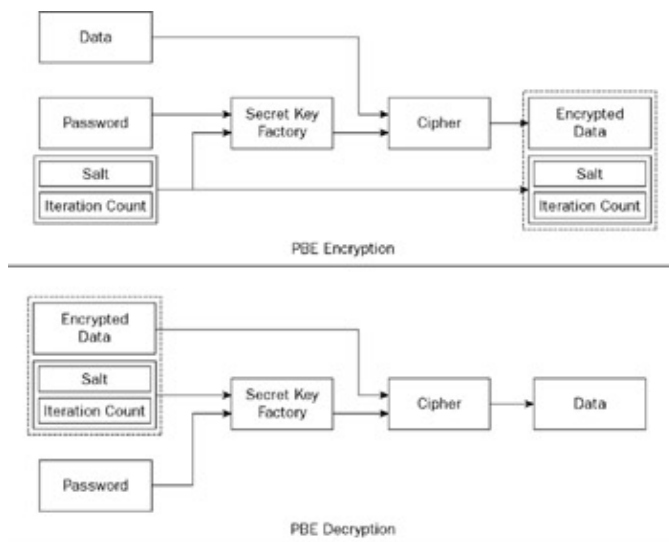 Data
Password
Salt
Iteration Count
Secret Key
Factory
Cipher
Encrypted
Data
Salt
Iteration Count
PBE Encryption
Encrypted
Data
Salt
Iteration Count
Password
Secret Key
Factory
Cipher
Data
PBE Decryption